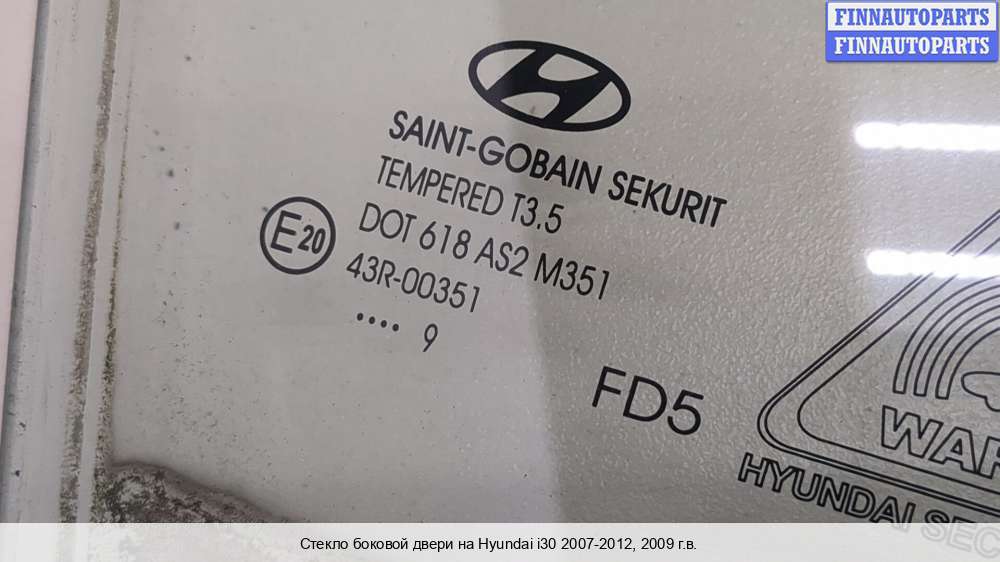 FINNAUTOPARTS
FINNAUTOPARTS
SAINT-GOBAIN SEKURIT
TEMPERED T3.5
DOT 618 AS2 M351
E20
43R-00351
•••• 9
FD5
HYUNDAI
Стекло боковой двери на Hyundai i30 2007-2012, 2009 г.в.